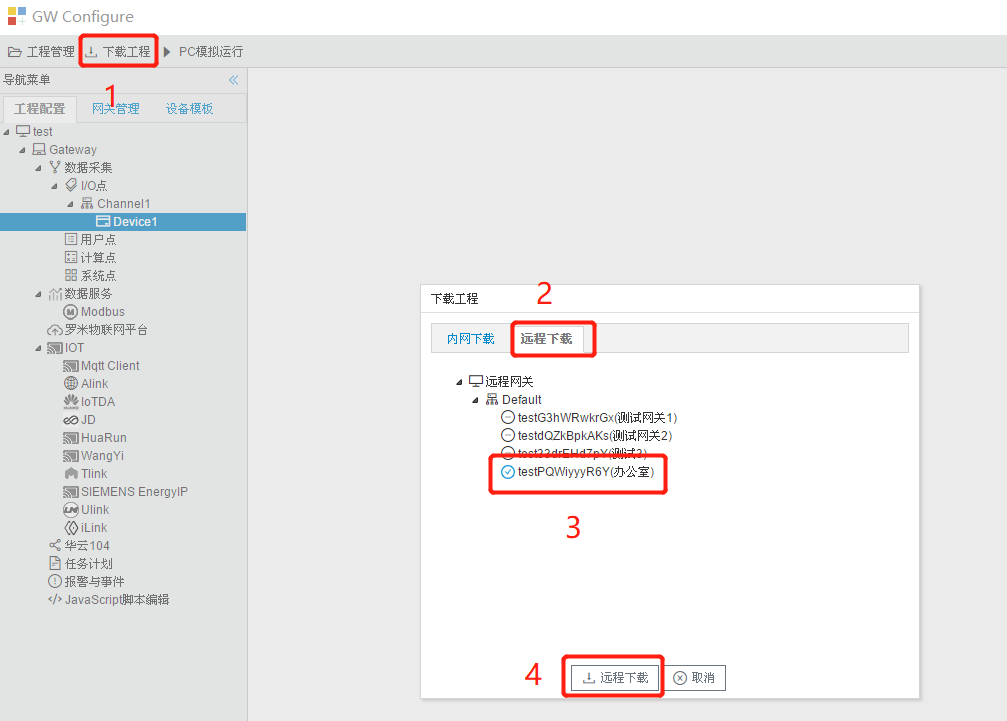 GW Configure
工程管理 下载工程 PC模拟运行
导航菜单
1
工程配置 网关管理 设备模板
test
Gateway
数据采集
I/O点
Channel1
Device1
用户点
计算点
系统点
数据服务
Modbus
罗米物联网平台
IOT
Mqtt Client
Alink
IoTDA
JD
HuaRun
WangYi
Tlink
SIEMENS EnergyIP
Ulink
iLink
华云104
任务计划
报警与事件
JavaScript脚本编辑
2
下载工程
内网下载 远程下载
远程网关
Default
testG3hWRwkrGx(测试网关1)
testdQZkBpkAKs(测试网关2)
test33drEHd7pY(测试3)
testPQWiyyyR6Y(办公室)
3
4
远程下载 取消